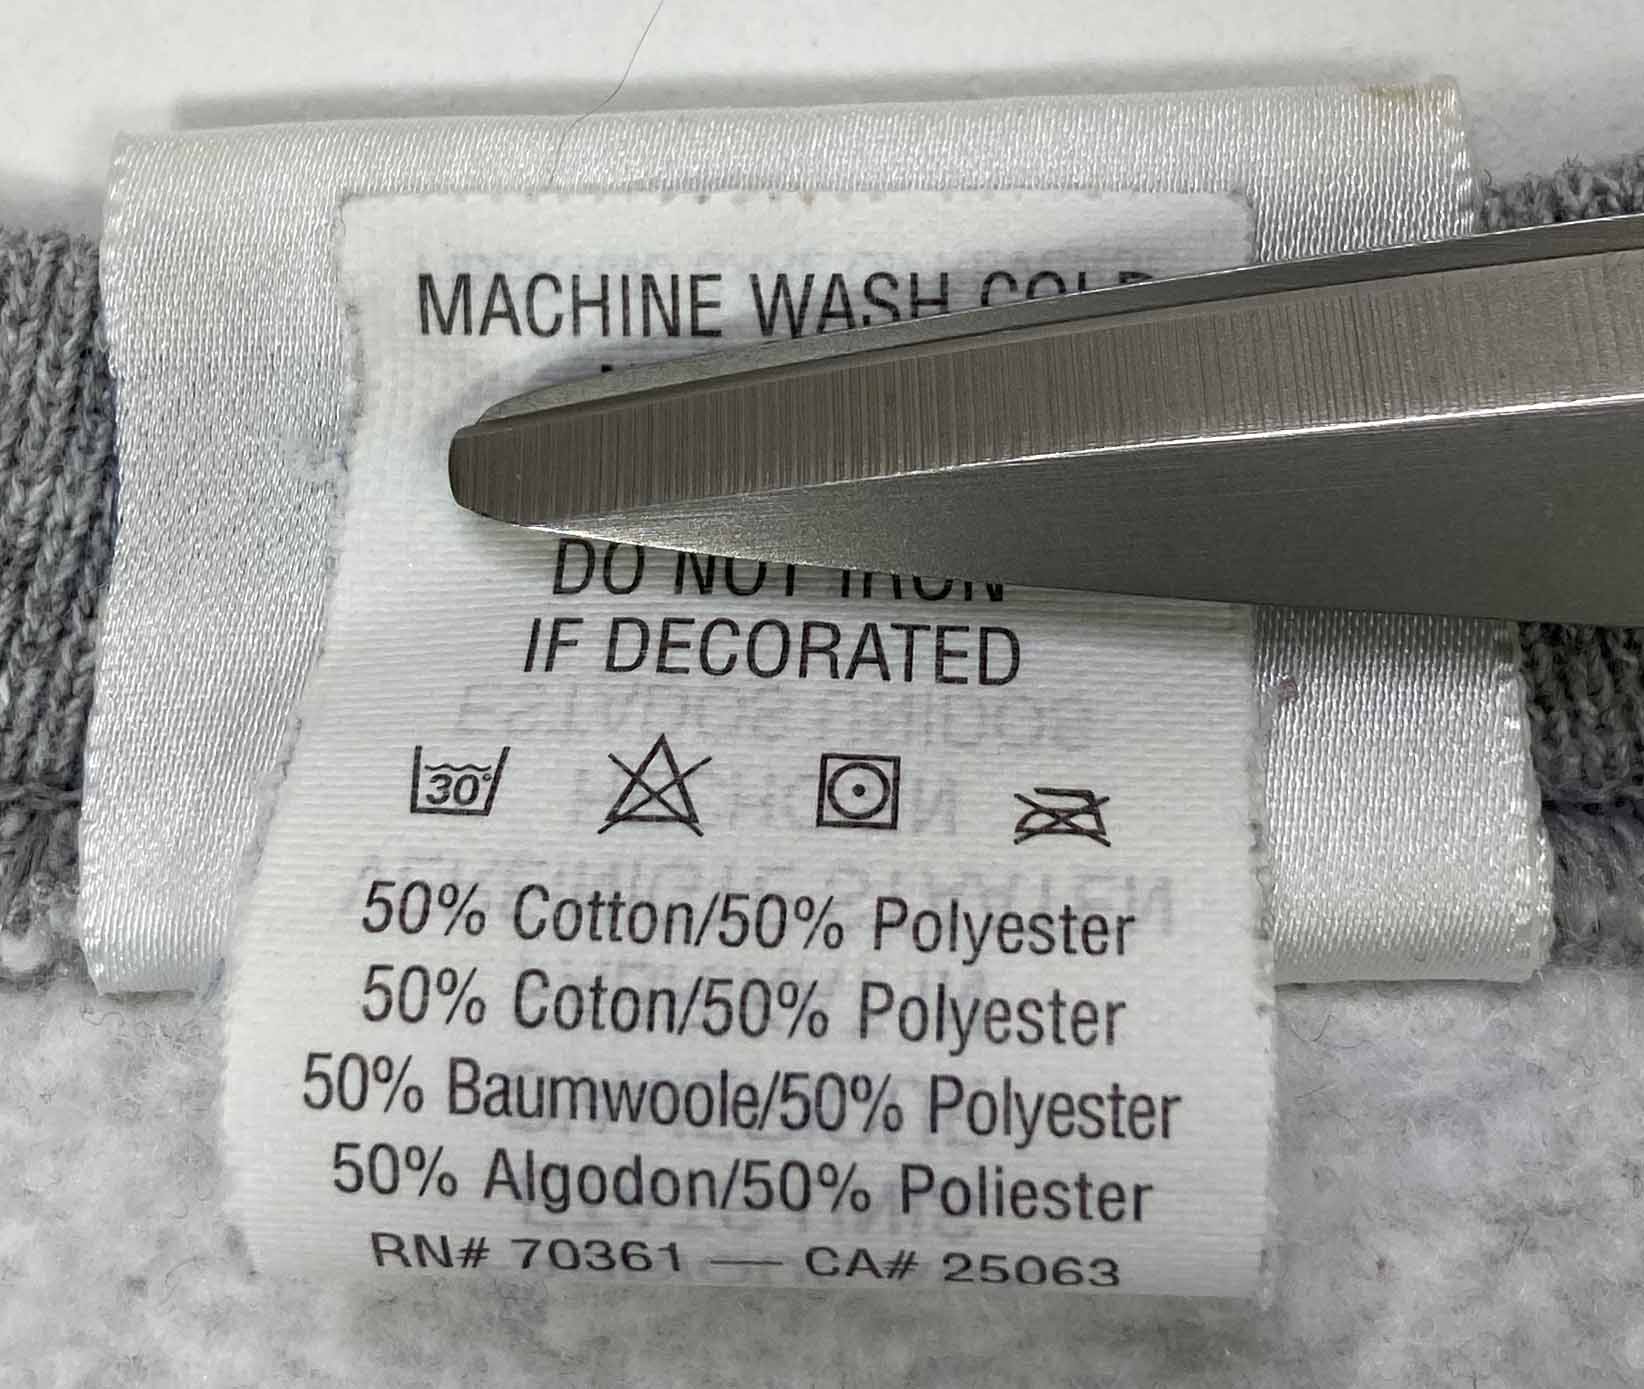 MACHINE WASH COLD
DO NOT IRON
IF DECORATED
30°
50% Cotton/50% Polyester
50% Coton/50% Polyester
50% Baumwoole/50% Polyester
50% Algodon/50% Poliester
RN# 70361 — CA# 25063